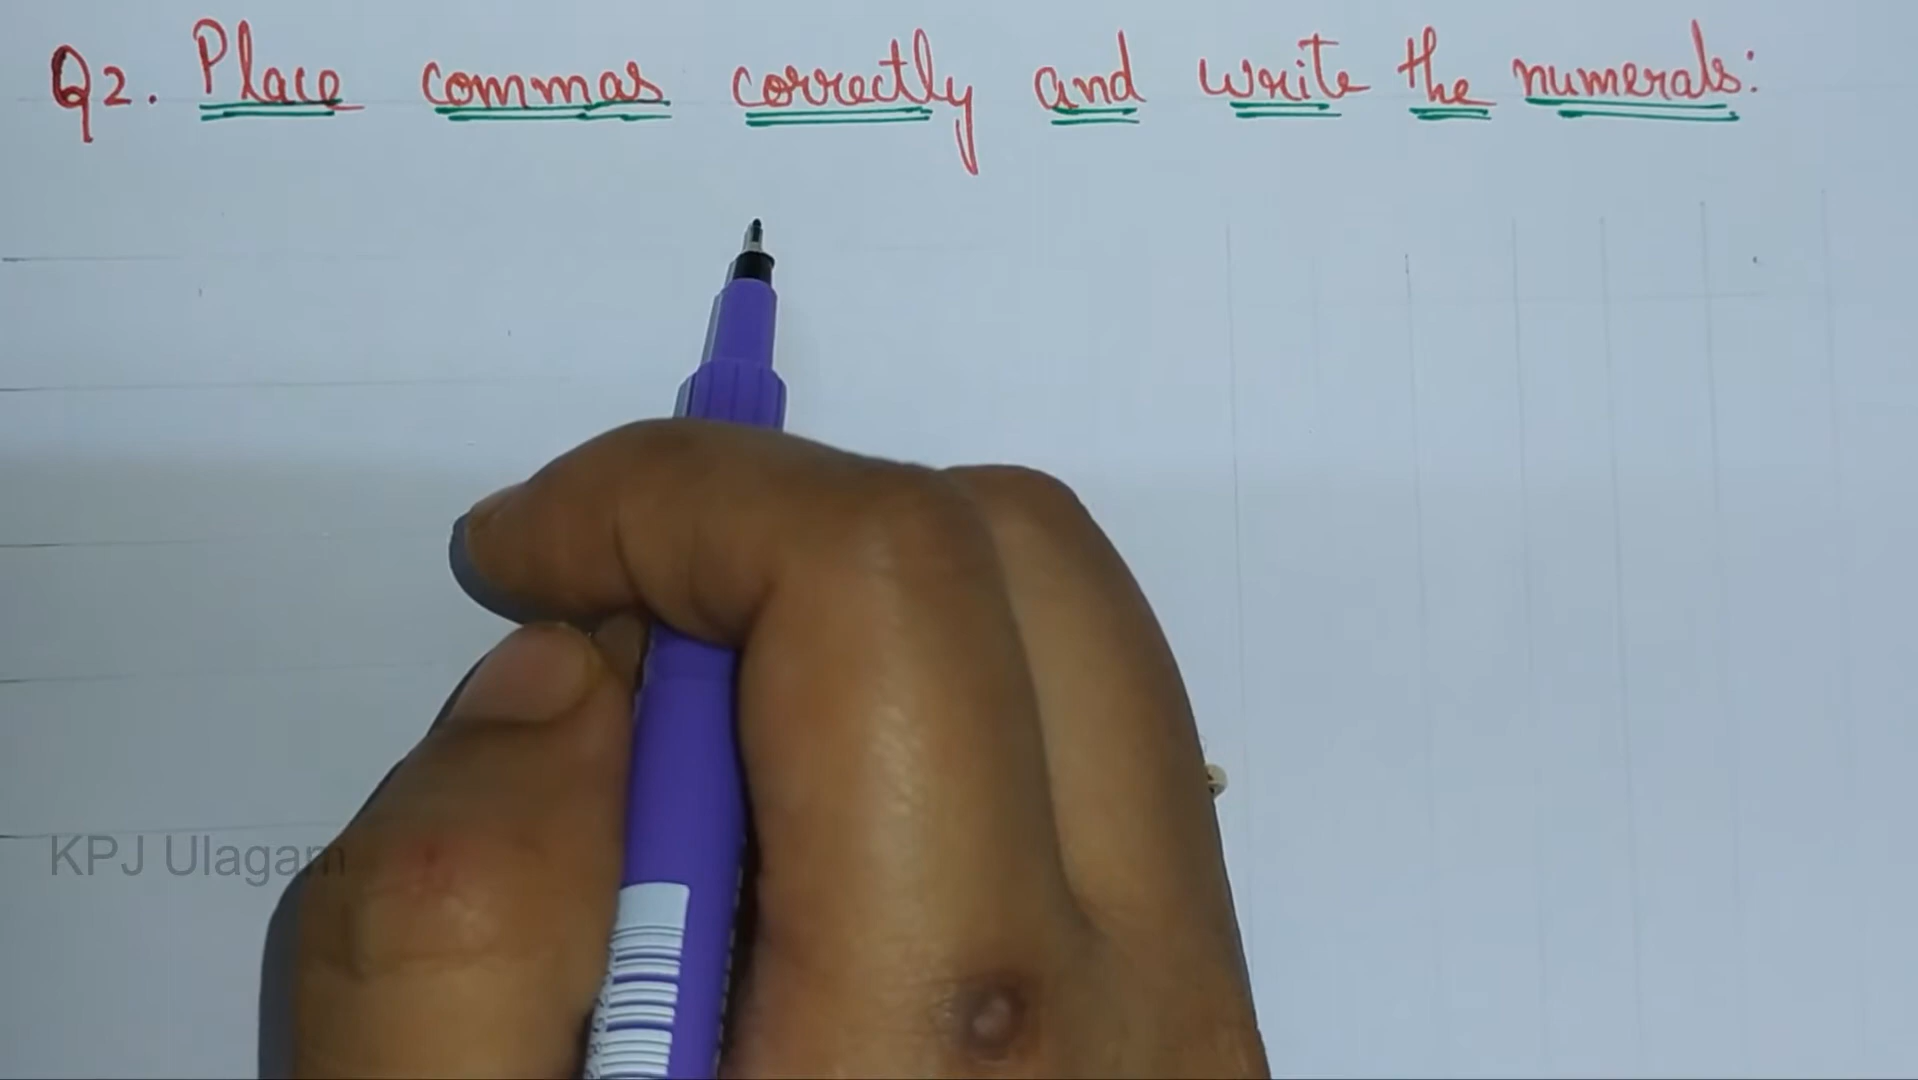 Q2. Place commas correctly and write the numerals:
KPJ Ulagam